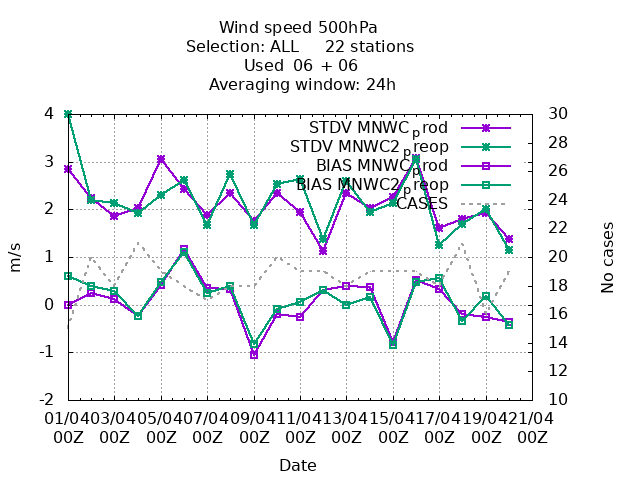 Wind speed 500hPa
Selection: ALL 22 stations
Used 06 + 06
Averaging window: 24h
STDV MNWC_prod
STDV MNWC2_preop
BIAS MNWC_prod
BIAS MNWC2_preop
CASES
4
3
2
1
0
-1
-2
m/s
30
28
26
24
22
20
18
16
14
12
10
No cases
01/04 03/04 05/04 07/04 09/04 11/04 13/04 15/04 17/04 19/04 21/04
00Z 00Z 00Z 00Z 00Z 00Z 00Z 00Z 00Z 00Z 00Z
Date